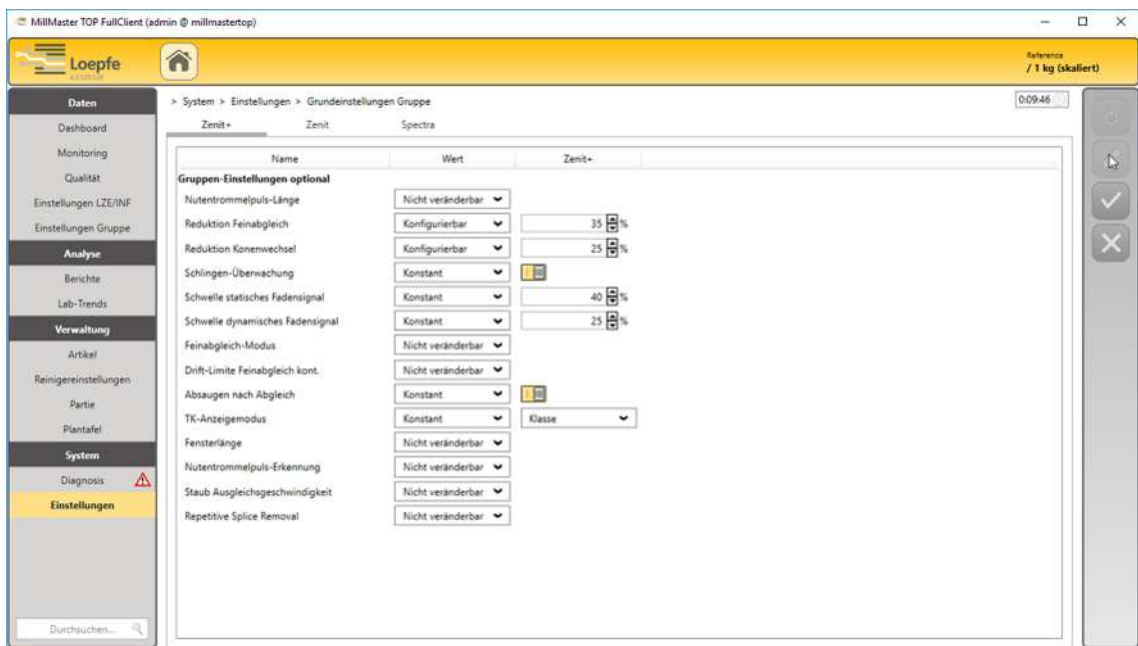 MillMaster TOP FullClient (admin @ millmastertop)
Loepfe
Reference
/ 1 kg (skaliert)
Daten
Dashboard
Monitoring
Qualität
Einstellungen LZE/INF
Einstellungen Gruppe
Analyse
Berichte
Lab-Trends
Verwaltung
Artikel
Reinigereinstellungen
Partie
Plantafel
System
Diagnosis
Einstellungen
Durchsuchen...
> System > Einstellungen > Grundeinstellungen Gruppe
0:09:46
Zenit+ Zenit Spectra
Name Wert Zenit+
Gruppen-Einstellungen optional
Nutentrommelpuls-Länge Nicht veränderbar
Reduktion Feinabgleich Konfigurierbar 35 %
Reduktion Konenwechsel Konfigurierbar 25 %
Schlingen-Überwachung Konstant
Schwelle statisches Fadensignal Konstant 40 %
Schwelle dynamisches Fadensignal Konstant 25 %
Feinabgleich-Modus Nicht veränderbar
Drift-Limite Feinabgleich kont. Nicht veränderbar
Absaugen nach Abgleich Konstant
TK-Anzeigemodus Konstant Klasse
Fensterlänge Nicht veränderbar
Nutentrommelpuls-Erkennung Nicht veränderbar
Staub Ausgleichsgeschwindigkeit Nicht veränderbar
Repetitive Splice Removal Nicht veränderbar